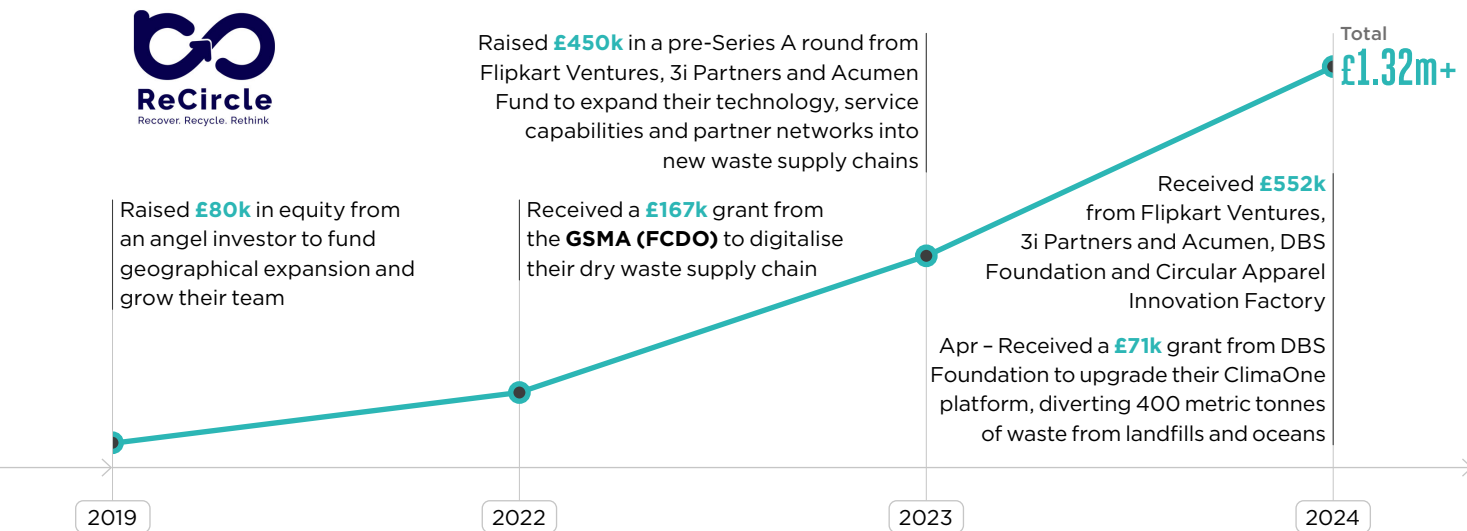 ReCircle
Recover. Recycle. Rethink
Raised £80k in equity from
an angel investor to fund
geographical expansion and
grow their team
Received a £167k grant from
the GSMA (FCDO) to digitalise
their dry waste supply chain
Raised £450k in a pre-Series A round from
Flipkart Ventures, 3i Partners and Acumen
Fund to expand their technology, service
capabilities and partner networks into
new waste supply chains
Total
£1.32m+
Received £552k
from Flipkart Ventures,
3i Partners and Acumen, DBS
Foundation and Circular Apparel
Innovation Factory
Apr – Received a £71k grant from DBS
Foundation to upgrade their ClimaOne
platform, diverting 400 metric tonnes
of waste from landfills and oceans
2019
2022
2023
2024